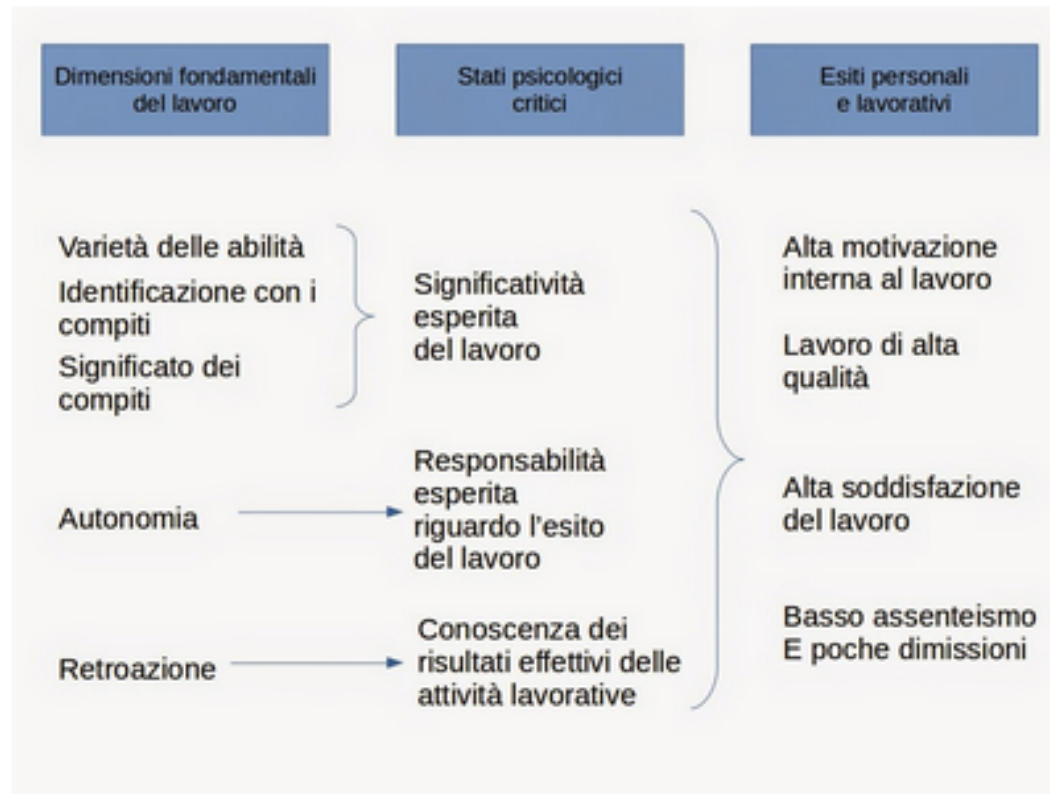 Dimensioni fondamentali
del lavoro
Stati psicologici
critici
Esiti personali
e lavorativi
Varietà delle abilità
Identificazione con i
compiti
Significato dei
compiti
Autonomia
Retroazione
Significatività
esperita
del lavoro
Responsabilità
esperita
riguardo l'esito
del lavoro
Conoscenza dei
risultati effettivi delle
attività lavorative
Alta motivazione
interna al lavoro
Lavoro di alta
qualità
Alta soddisfazione
del lavoro
Basso assenteismo
E poche dimissioni